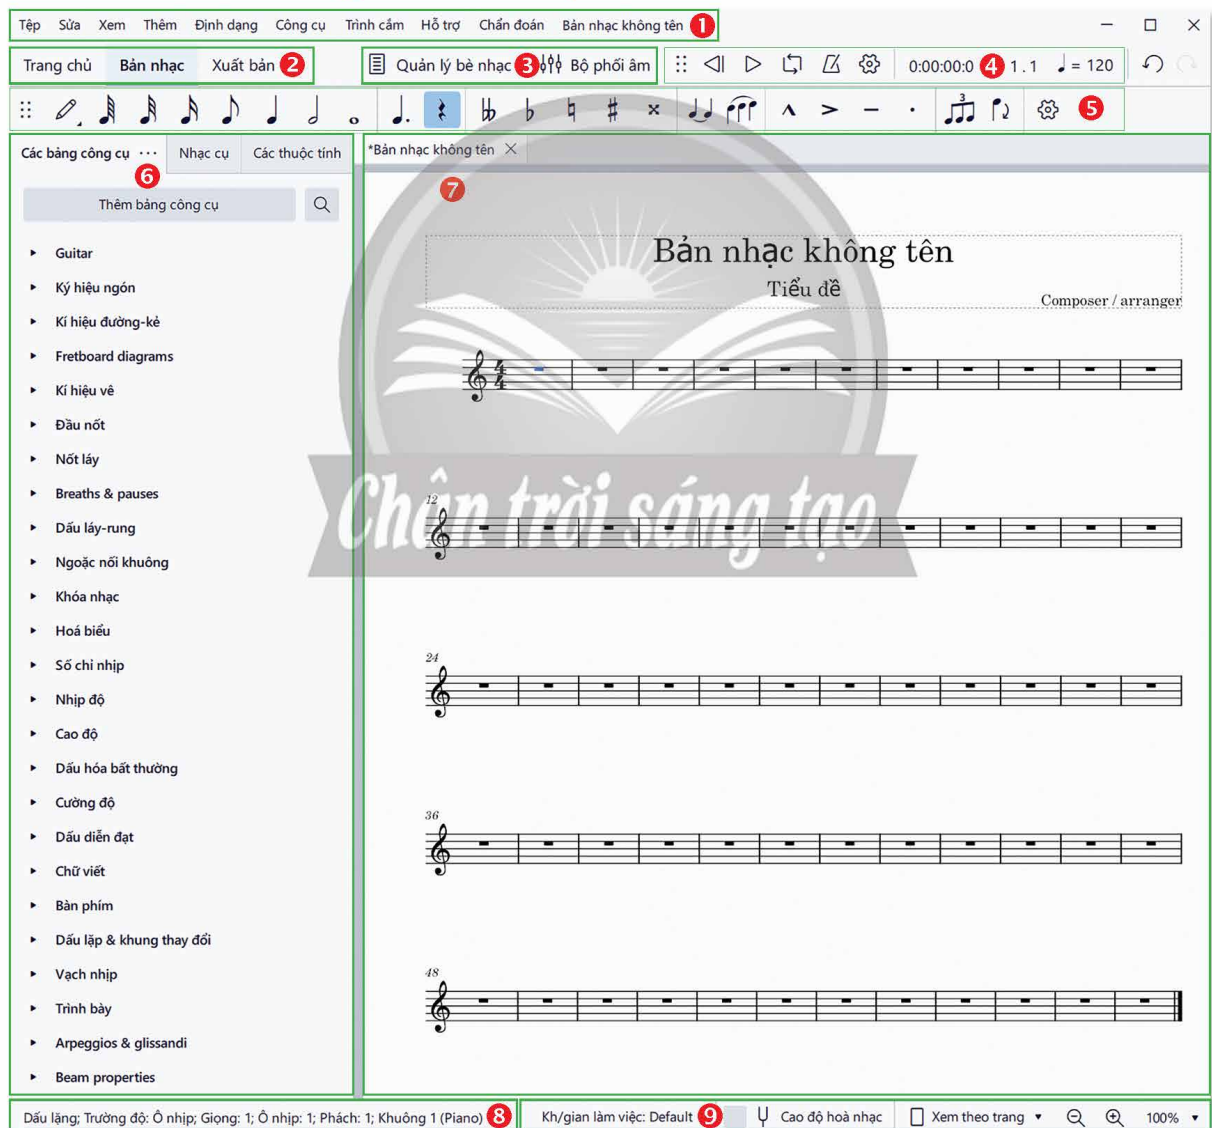 Tệp Sửa Xem Thêm Định dạng Công cụ Trình cắm Hỗ trợ Chẩn đoán Bản nhạc không tên 1
Trang chủ Bản nhạc Xuất bản 2 Quản lý bè nhạc 3 Bộ phối âm 0:00:00:0 4 1 . 1 = 120
3 5
Các bảng công cụ ... Nhạc cụ Các thuộc tính *Bản nhạc không tên
6 7
Thêm bảng công cụ
Guitar
Ký hiệu ngón
Kí hiệu đường-kẻ
Fretboard diagrams
Kí hiệu vê
Đầu nốt
Nốt láy
Breaths & pauses
Dấu láy-rung
Ngoặc nối khuông
Khóa nhạc
Hoá biểu
Số chỉ nhịp
Nhịp độ
Cao độ
Dấu hóa bất thường
Cường độ
Dấu diễn đạt
Chữ viết
Bàn phím
Dấu lặp & khung thay đổi
Vạch nhịp
Trình bày
Arpeggios & glissandi
Beam properties
Bản nhạc không tên
Tiểu đề
Composer / arranger
4
4
Chân trời sáng tạo
12
24
36
48
Dấu lặng; Trường độ: Ô nhịp; Giọng: 1; Ô nhịp: 1; Phách: 1; Khuông 1 (Piano) 8 Kh/gian làm việc: Default 9 Cao độ hoà nhạc Xem theo trang 100%